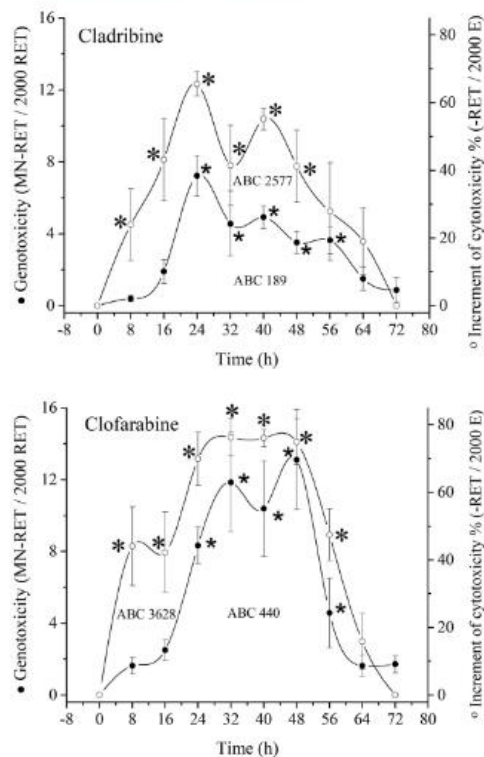 Cladribine
● Genotoxicity (MN-RET / 2000 RET)
○ Increment of cytotoxicity % (-RET / 2000 E)
16
12
8
4
0
80
60
40
20
0
* * * * * *
* * * * *
ABC 2577
ABC 189
-8 0 8 16 24 32 40 48 56 64 72 80
Time (h)
Clofarabine
● Genotoxicity (MN-RET / 2000 RET)
○ Increment of cytotoxicity % (-RET / 2000 E)
16
12
8
4
0
80
60
40
20
0
* * * * * * *
* * * * *
ABC 3628
ABC 440
-8 0 8 16 24 32 40 48 56 64 72 80
Time (h)